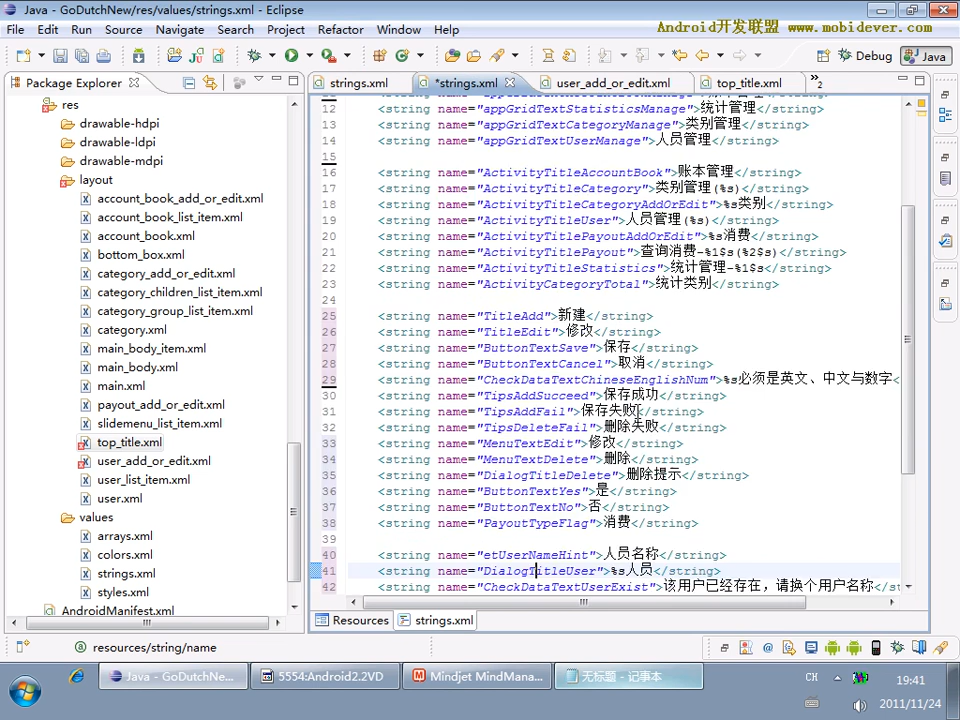 Java - GoDutchNew/res/values/strings.xml - Eclipse
File Edit Run Source Navigate Search Project Refactor Window Help
Android开发联盟 www.mobidever.com
Debug Java
Package Explorer
strings.xml *strings.xml user_add_or_edit.xml top_title.xml »2
res
drawable-hdpi
drawable-ldpi
drawable-mdpi
layout
account_book_add_or_edit.xml
account_book_list_item.xml
account_book.xml
bottom_box.xml
category_add_or_edit.xml
category_children_list_item.xml
category_group_list_item.xml
category.xml
main_body_item.xml
main_body.xml
main.xml
payout_add_or_edit.xml
slidemenu_list_item.xml
top_title.xml
user_add_or_edit.xml
user_list_item.xml
user.xml
values
arrays.xml
colors.xml
strings.xml
styles.xml
AndroidManifest.xml
12 <string name="appGridTextStatisticsManage">统计管理</string>
13 <string name="appGridTextCategoryManage">类别管理</string>
14 <string name="appGridTextUserManage">人员管理</string>
15
16 <string name="ActivityTitleAccountBook">账本管理</string>
17 <string name="ActivityTitleCategory">类别管理(%s)</string>
18 <string name="ActivityTitleCategoryAddOrEdit">%s类别</string>
19 <string name="ActivityTitleUser">人员管理(%s)</string>
20 <string name="ActivityTitlePayoutAddOrEdit">%s消费</string>
21 <string name="ActivityTitlePayout">查询消费-%1$s(%2$s)</string>
22 <string name="ActivityTitleStatistics">统计管理-%1$s</string>
23 <string name="ActivityCategoryTotal">统计类别</string>
24
25 <string name="TitleAdd">新建</string>
26 <string name="TitleEdit">修改</string>
27 <string name="ButtonTextSave">保存</string>
28 <string name="ButtonTextCancel">取消</string>
29 <string name="CheckDataTextChineseEnglishNum">%s必须是英文、中文与数字<
30 <string name="TipsAddSucceed">保存成功</string>
31 <string name="TipsAddFail">保存失败</string>
32 <string name="TipsDeleteFail">删除失败</string>
33 <string name="MenuTextEdit">修改</string>
34 <string name="MenuTextDelete">删除</string>
35 <string name="DialogTitleDelete">删除提示</string>
36 <string name="ButtonTextYes">是</string>
37 <string name="ButtonTextNo">否</string>
38 <string name="PayoutTypeFlag">消费</string>
39
40 <string name="etUserNameHint">人员名称</string>
41 <string name="DialogTitleUser">%s人员</string>
42 <string name="CheckDataTextUserExist">该用户已经存在，请换个用户名称</st
Resources strings.xml
resources/string/name
Java - GoDutchNew... 5554:Android2.2VD Mindjet MindMana... 无标题 - 记事本
CH
19:41
2011/11/24